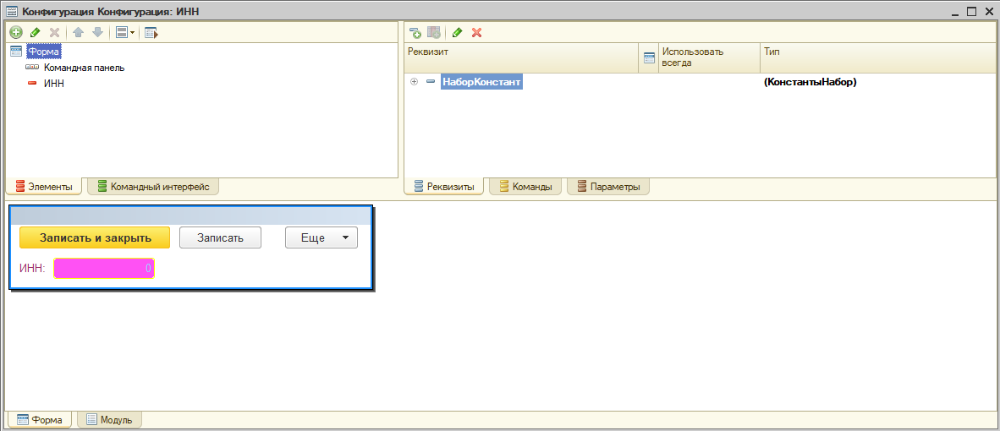 Конфигурация Конфигурация: ИНН
Форма
Командная панель
ИНН
Элементы
Командный интерфейс
Реквизит
Использовать
всегда
Тип
НаборКонстант
(КонстантыНабор)
Реквизиты
Команды
Параметры
Записать и закрыть
Записать
Еще
ИНН:
0
Форма
Модуль